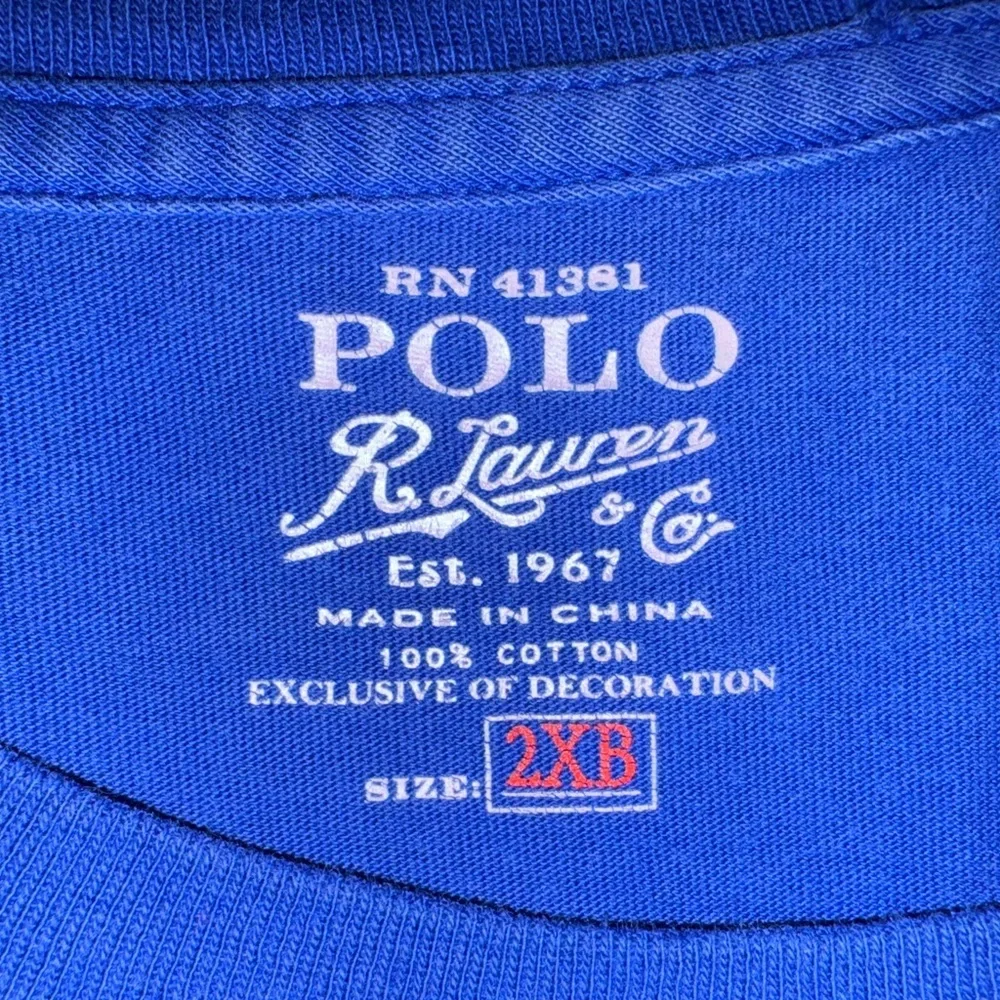 RN 41381
POLO
R. Lauren
& Co.
Est. 1967
MADE IN CHINA
100% COTTON
EXCLUSIVE OF DECORATION
SIZE: 2XB